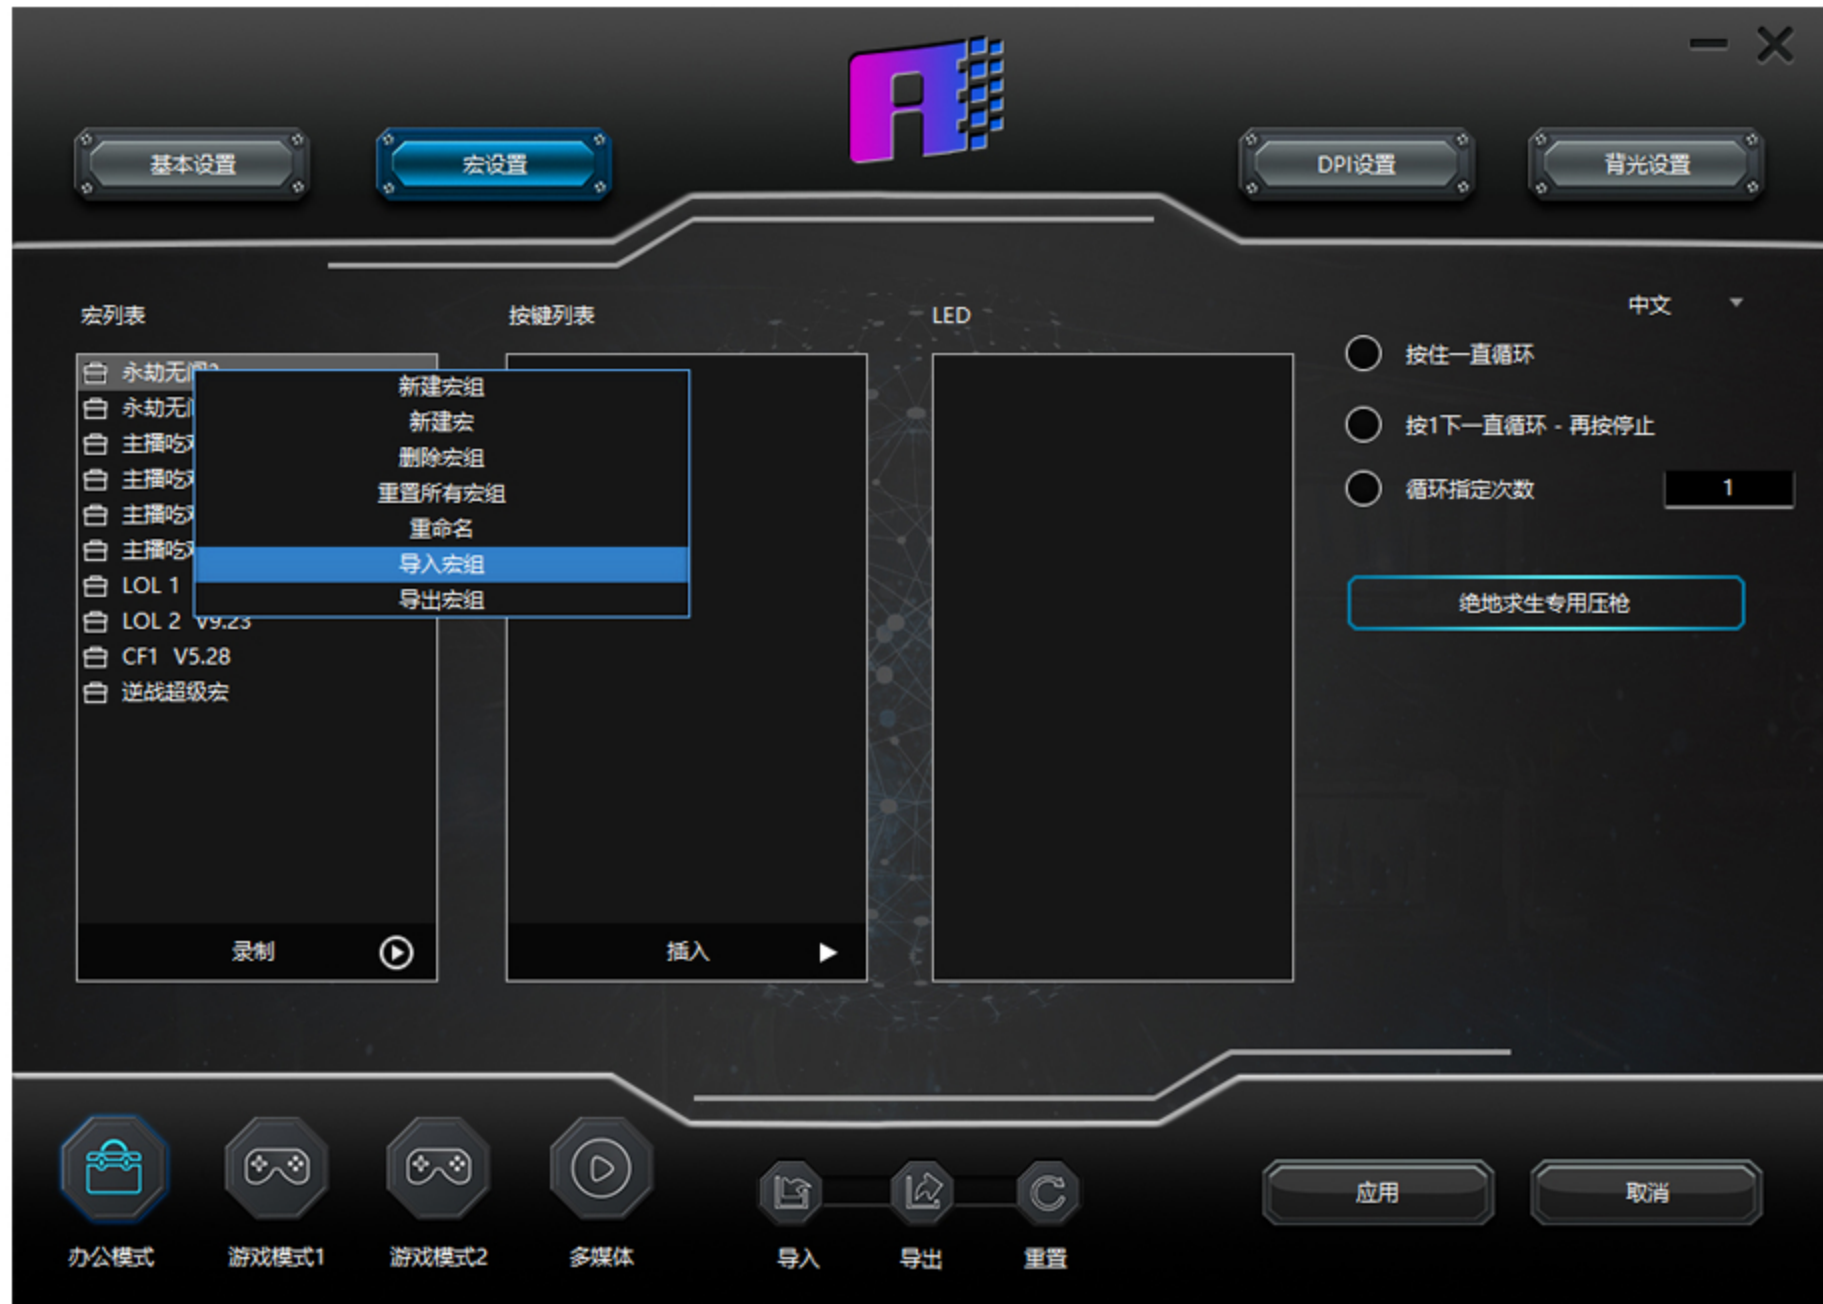 基本设置
宏设置
DPI设置
背光设置
宏列表
按键列表
LED
中文
永劫无
永劫无
主播吃
主播吃
主播吃
主播吃
LOL 1
LOL 2 V9.23
CF1 V5.28
逆战超级宏
新建宏组
新建宏
删除宏组
重置所有宏组
重命名
导入宏组
导出宏组
按住一直循环
按1下一直循环 - 再按停止
循环指定次数
1
绝地求生专用压枪
录制
插入
办公模式
游戏模式1
游戏模式2
多媒体
导入
导出
重置
应用
取消